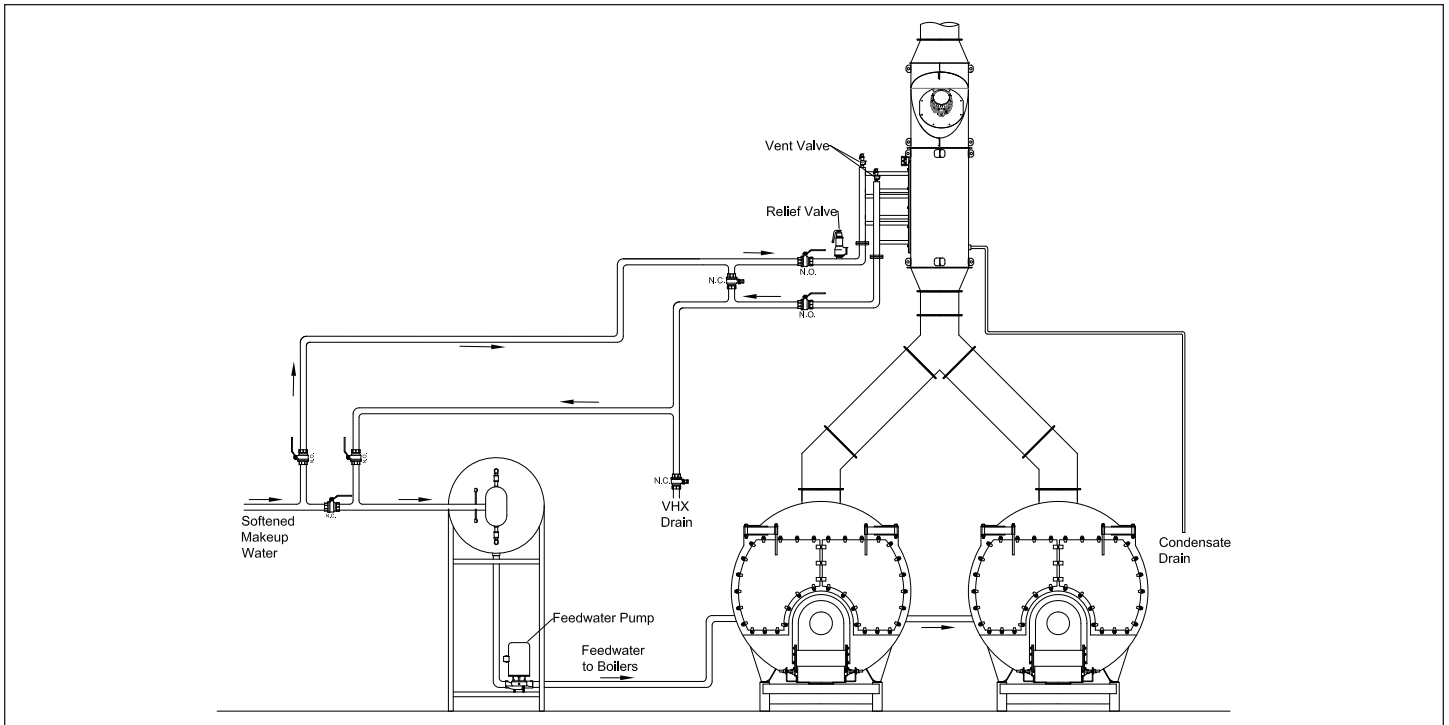 Vent Valve
Relief Valve
N.O.
N.C.
N.O.
N.O.
N.O.
N.C.
N.C.
Softened
Makeup
Water
VHX
Drain
Condensate
Drain
Feedwater Pump
Feedwater
to Boilers